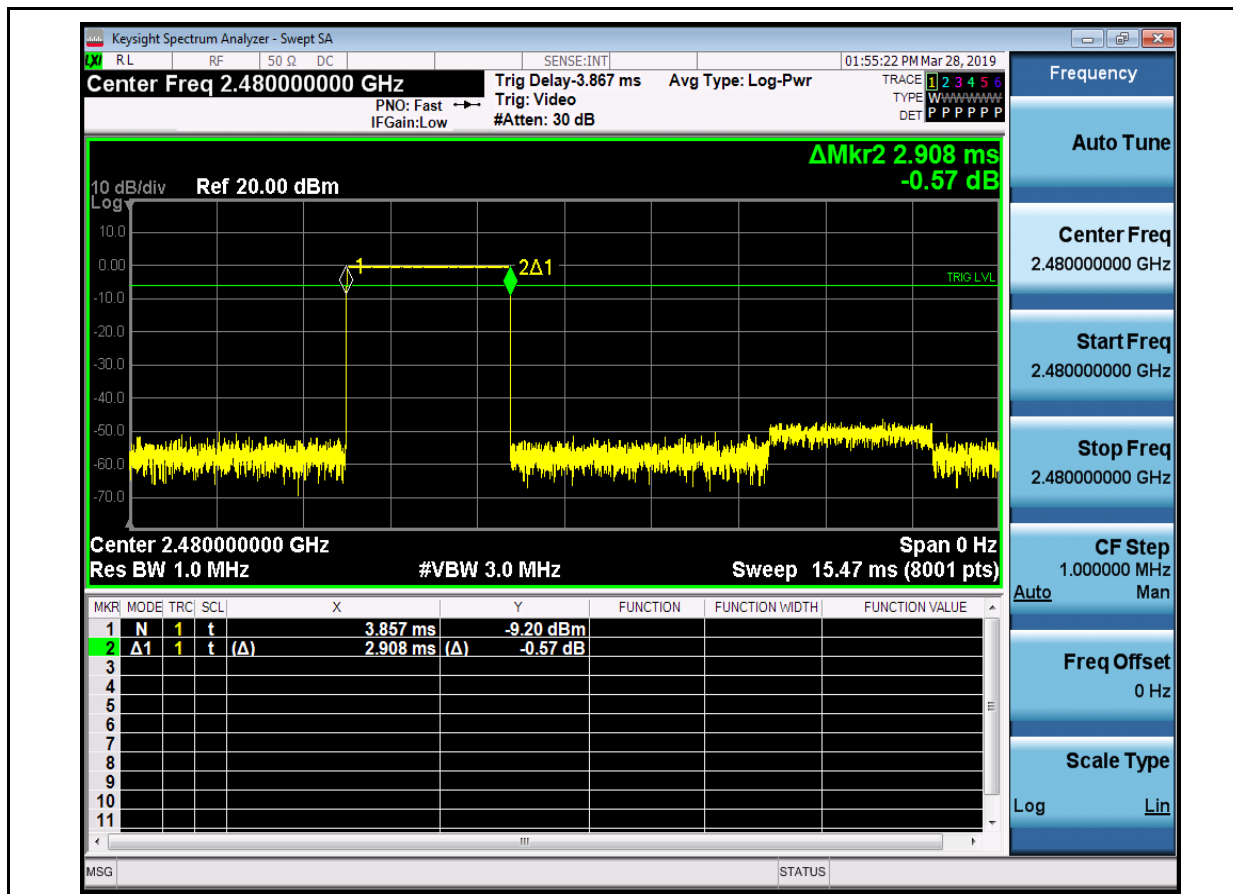 Keysight Spectrum Analyzer - Swept SA
LXI RL RF 50 Ω DC SENSE:INT 01:55:22 PM Mar 28, 2019
Center Freq 2.480000000 GHz
PNO: Fast
IFGain:Low
Trig Delay-3.867 ms
Trig: Video
#Atten: 30 dB
Avg Type: Log-Pwr
TRACE 1 2 3 4 5 6
TYPE WWWWWW
DET P P P P P P
ΔMkr2 2.908 ms
-0.57 dB
10 dB/div Ref 20.00 dBm
Log
10.0
0.00
-10.0
-20.0
-30.0
-40.0
-50.0
-60.0
-70.0
1
2Δ1
TRIG LVL
Center 2.480000000 GHz Span 0 Hz
Res BW 1.0 MHz #VBW 3.0 MHz Sweep 15.47 ms (8001 pts)
MKR MODE TRC SCL X Y FUNCTION FUNCTION WIDTH FUNCTION VALUE
1 N 1 t 3.857 ms -9.20 dBm
2 Δ1 1 t (Δ) 2.908 ms (Δ) -0.57 dB
3
4
5
6
7
8
9
10
11
MSG STATUS
Frequency
Auto Tune
Center Freq
2.480000000 GHz
Start Freq
2.480000000 GHz
Stop Freq
2.480000000 GHz
CF Step
1.000000 MHz
Auto Man
Freq Offset
0 Hz
Scale Type
Log Lin